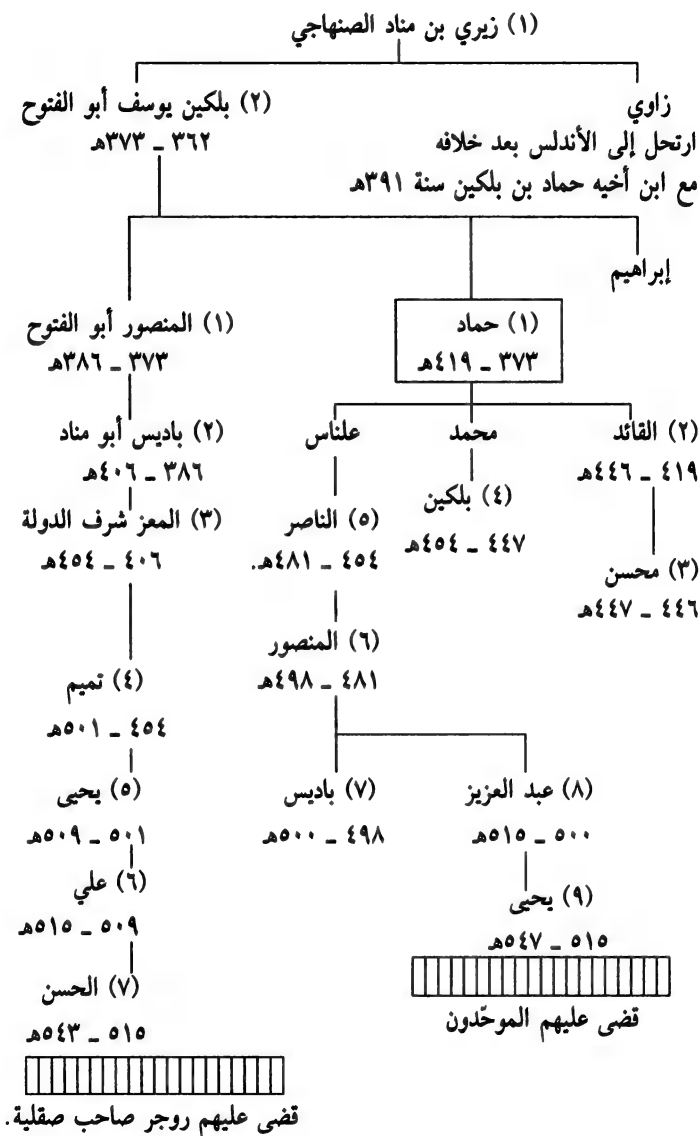 (١) زيري بن مناد الصنهاجي
زاوي
ارتحل إلى الأندلس بعد خلافه
مع ابن أخيه حماد بن بلكين سنة ٣٩١هـ
(٢) بلكين يوسف أبو الفتوح
٣٦٢ ـ ٣٧٣هـ
إبراهيم
(١) حماد
٣٧٣ ـ ٤١٩هـ
(١) المنصور أبو الفتوح
٣٧٣ ـ ٣٨٦هـ
(٢) القائد
٤١٩ ـ ٤٤٦هـ
(٣) محسن
٤٤٦ ـ ٤٤٧هـ
محمد
(٤) بلكين
٤٤٧ ـ ٤٥٤هـ
علناس
(٥) الناصر
٤٥٤ ـ ٤٨١هـ.
(٦) المنصور
٤٨١ ـ ٤٩٨هـ
(٨) عبد العزيز
٥٠٠ ـ ٥١٥هـ
(٩) يحيى
٥١٥ ـ ٥٤٧هـ
قضى عليهم الموحّدون
(٧) باديس
٤٩٨ ـ ٥٠٠هـ
(٢) باديس أبو مناد
٣٨٦ ـ ٤٠٦هـ
(٣) المعز شرف الدولة
٤٠٦ ـ ٤٥٤هـ
(٤) تميم
٤٥٤ ـ ٥٠١هـ
(٥) يحيى
٥٠١ ـ ٥٠٩هـ
(٦) علي
٥٠٩ ـ ٥١٥هـ
(٧) الحسن
٥١٥ ـ ٥٤٣هـ
قضى عليهم روجر صاحب صقلية.